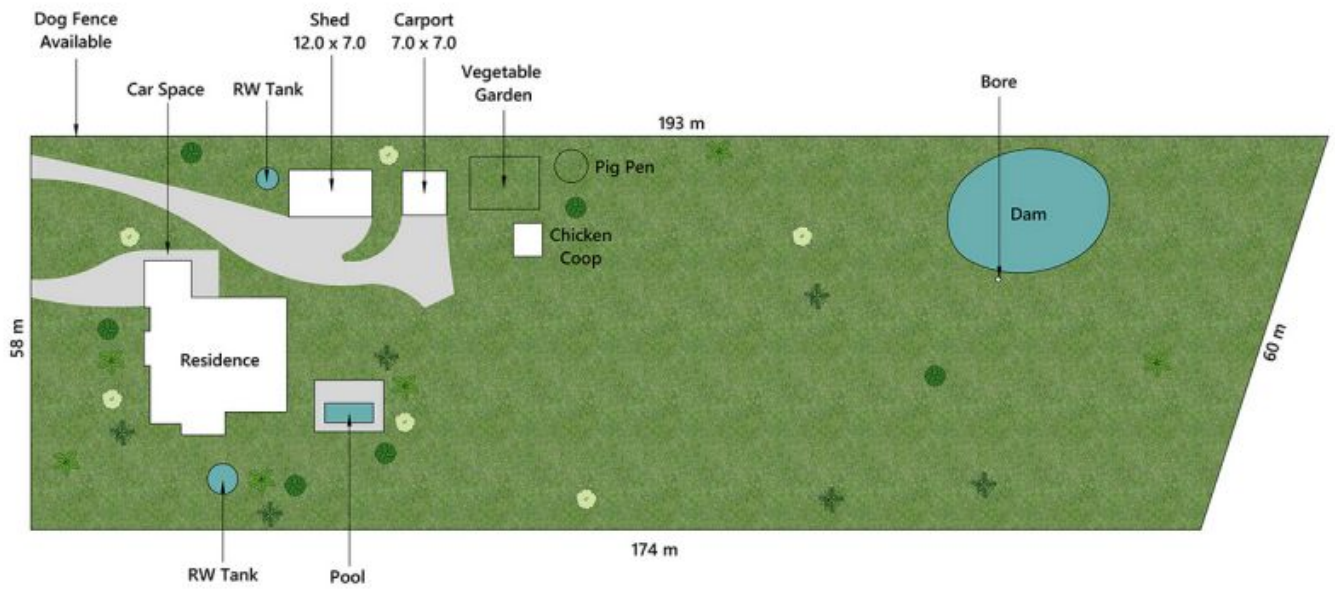 Dog Fence
Available
Shed
12.0 x 7.0
Carport
7.0 x 7.0
Car Space
RW Tank
Vegetable
Garden
Bore
193 m
Pig Pen
Dam
Chicken
Coop
58 m
Residence
60 m
174 m
RW Tank
Pool